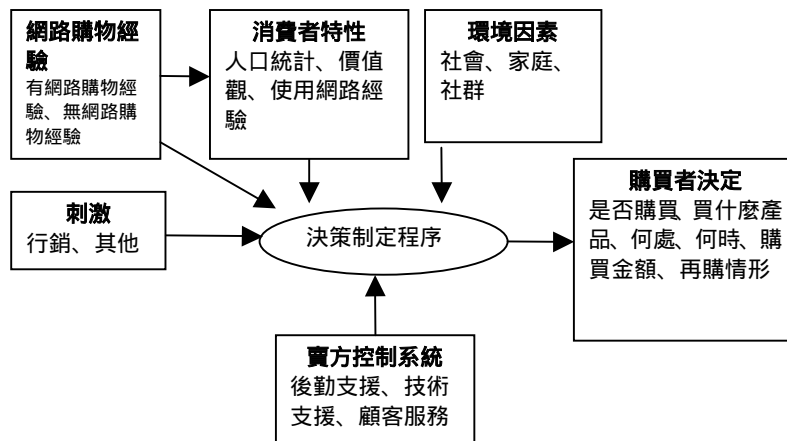 網路購物經
驗
有網路購物經
驗、無網路購
物經驗
消費者特性
人口統計、價值
觀、使用網路經
驗
環境因素
社會、家庭、
社群
刺激
行銷、其他
決策制定程序
購買者決定
是否購買、買什麼產
品、何處、何時、購
買金額、再購情形
賣方控制系統
後勤支援、技術
支援、顧客服務